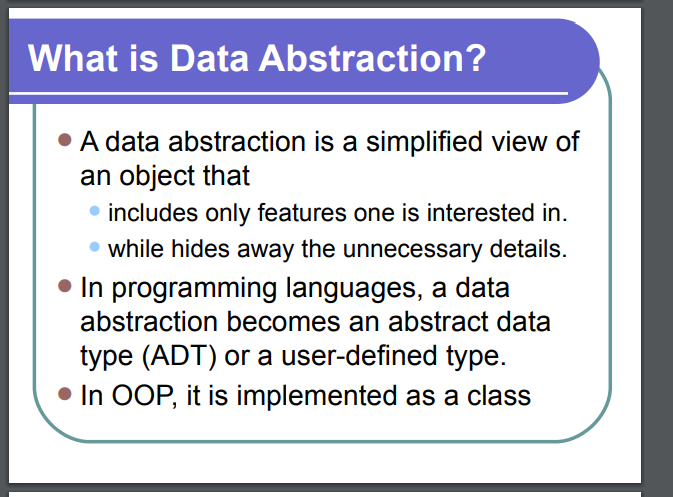 What is Data Abstraction?
A data abstraction is a simplified view of
an object that
includes only features one is interested in.
while hides away the unnecessary details.
In programming languages, a data
abstraction becomes an abstract data
type (ADT) or a user-defined type.
In OOP, it is implemented as a class